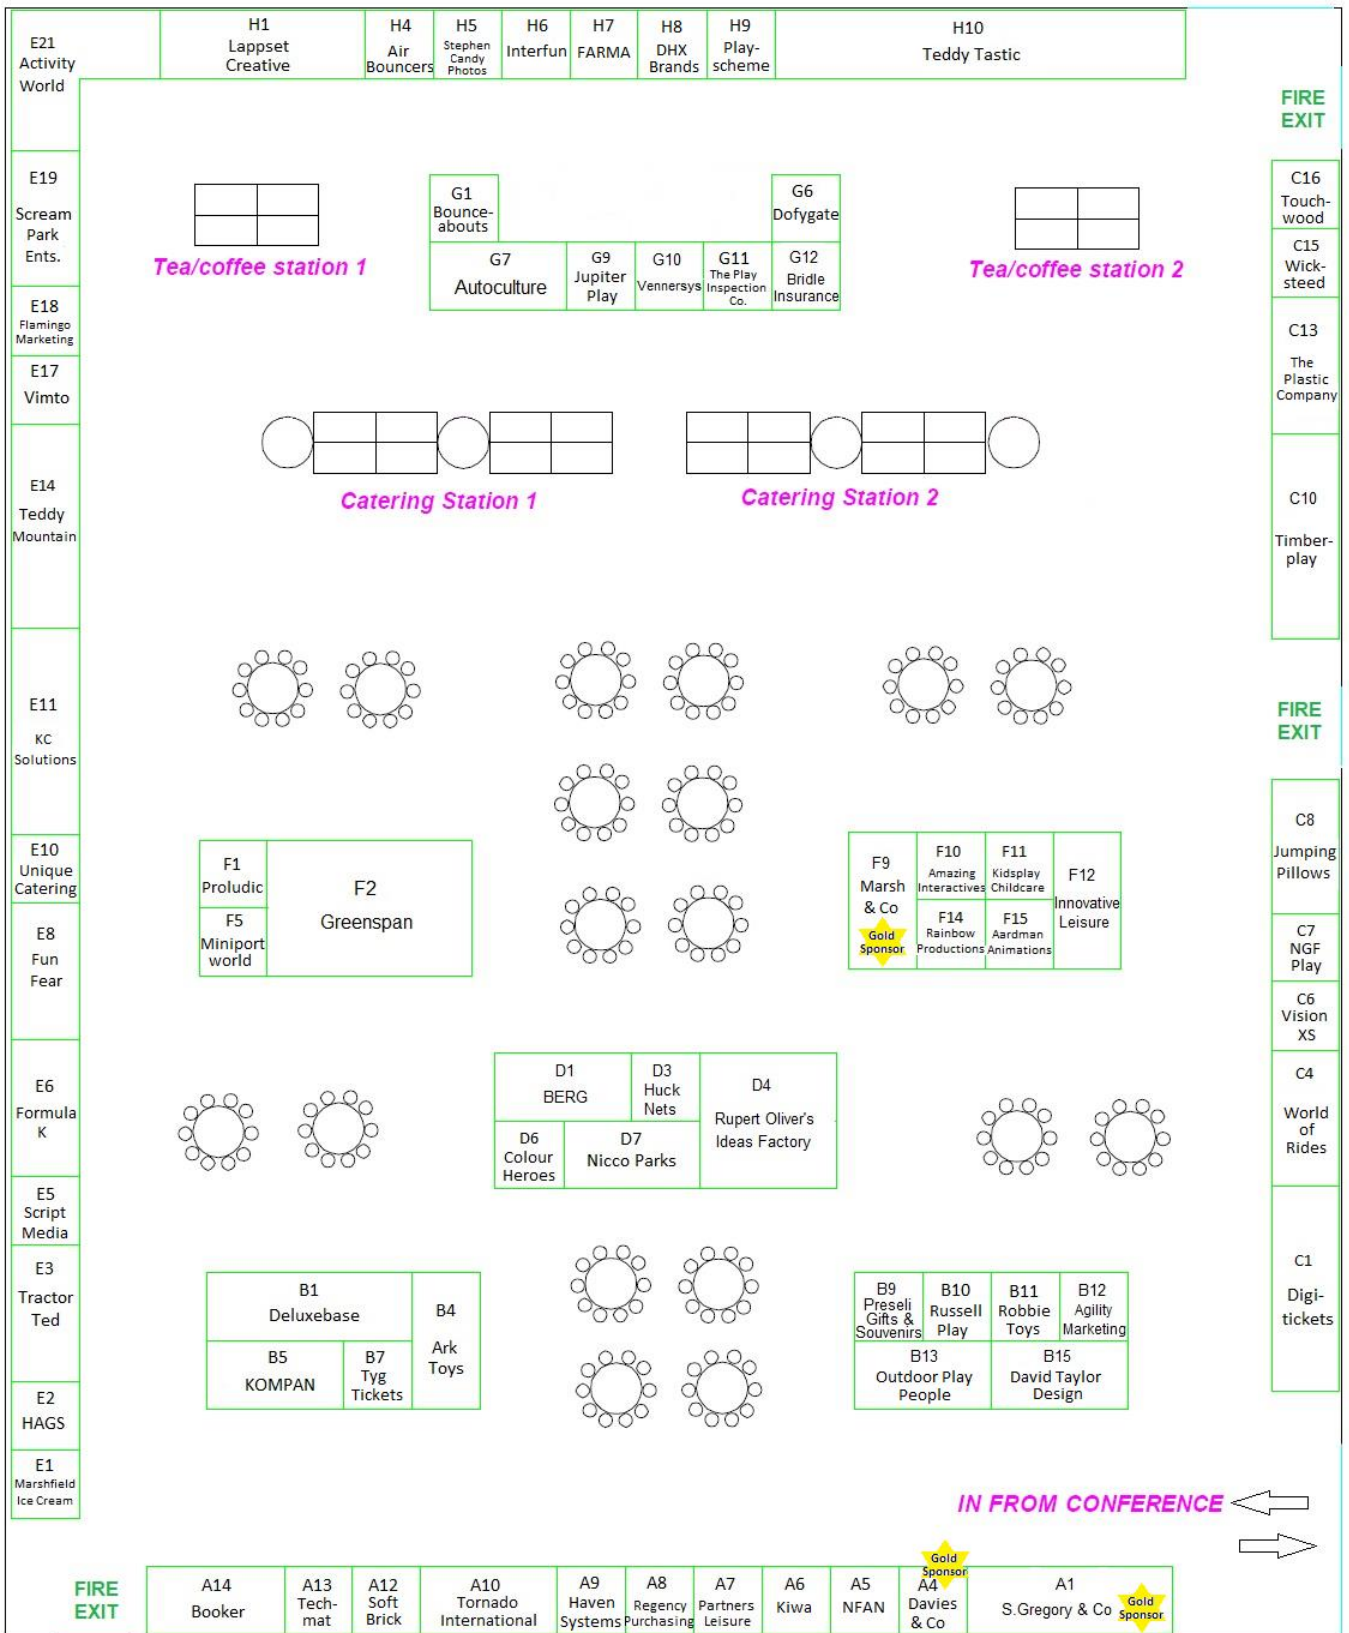 E21
Activity
World
H1
Lappset
Creative
H4
Air
Bouncers
H5
Stephen
Candy
Photos
H6
Interfun
H7
FARMA
H8
DHX
Brands
H9
Play-
scheme
H10
Teddy Tastic
FIRE
EXIT
E19
Scream
Park
Ents.
E18
Flamingo
Marketing
E17
Vimto
E14
Teddy
Mountain
E11
KC
Solutions
E10
Unique
Catering
E8
Fun
Fear
E6
Formula
K
E5
Script
Media
E3
Tractor
Ted
E2
HAGS
E1
Marshfield
Ice Cream
Tea/coffee station 1
G1
Bounce-
abouts
G6
Dofygate
G7
Autoculture
G9
Jupiter
Play
G10
Vennersys
G11
The Play
Inspection
Co.
G12
Bridle
Insurance
Tea/coffee station 2
C16
Touch-
wood
C15
Wick-
steed
C13
The
Plastic
Company
C10
Timber-
play
Catering Station 1
Catering Station 2
FIRE
EXIT
F1
Proludic
F5
Miniport
world
F2
Greenspan
F9
Marsh
& Co
Gold
Sponsor
F10
Amazing
Interactives
F11
Kidsplay
Childcare
F12
Innovative
Leisure
F14
Rainbow
Productions
F15
Aardman
Animations
C8
Jumping
Pillows
C7
NGF
Play
C6
Vision
XS
C4
World
of
Rides
C1
Digi-
tickets
D1
BERG
D3
Huck
Nets
D4
Rupert Oliver's
Ideas Factory
D6
Colour
Heroes
D7
Nicco Parks
B1
Deluxebase
B4
Ark
Toys
B5
KOMPAN
B7
Tyg
Tickets
B9
Preseli
Gifts &
Souvenirs
B10
Russell
Play
B11
Robbie
Toys
B12
Agility
Marketing
B13
Outdoor Play
People
B15
David Taylor
Design
IN FROM CONFERENCE
FIRE
EXIT
A14
Booker
A13
Tech-
mat
A12
Soft
Brick
A10
Tornado
International
A9
Haven
Systems
A8
Regency
Purchasing
A7
Partners
Leisure
A6
Kiwa
A5
NFAN
Gold
Sponsor
A4
Davies
& Co
A1
S.Gregory & Co
Gold
Sponsor